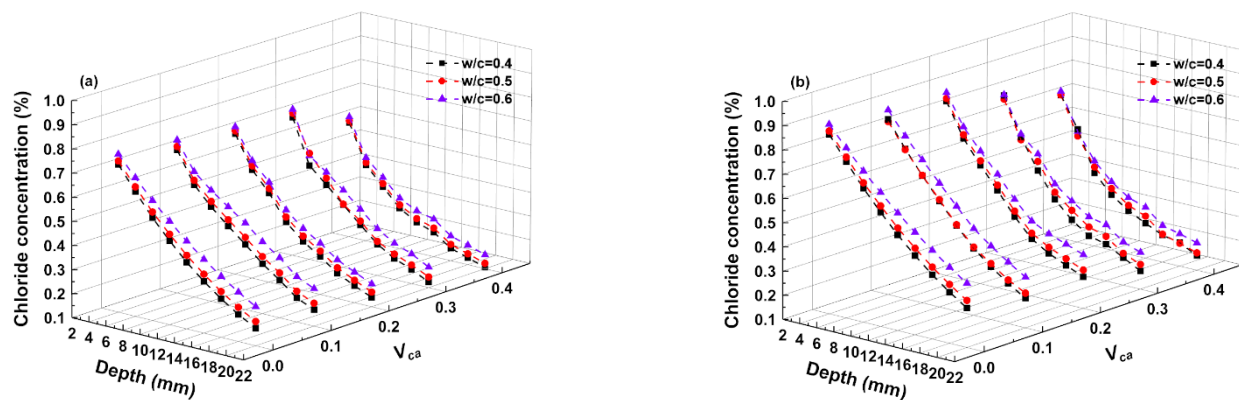 (a)
w/c=0.4
w/c=0.5
w/c=0.6
Chloride concentration (%)
1.0
0.9
0.8
0.7
0.6
0.5
0.4
0.3
0.2
0.1
2 4 6 8 10 12 14 16 18 20 22
Depth (mm)
0.0 0.1 0.2 0.3 0.4
Vca
(b)
w/c=0.4
w/c=0.5
w/c=0.6
Chloride concentration (%)
1.0
0.9
0.8
0.7
0.6
0.5
0.4
0.3
0.2
0.1
2 4 6 8 10 12 14 16 18 20 22
Depth (mm)
0.0 0.1 0.2 0.3 0.4
Vca